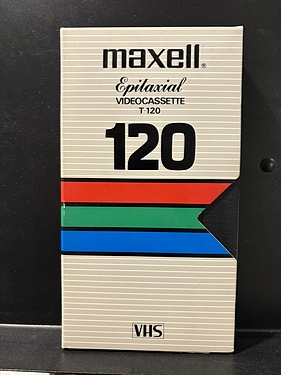 maxell®
Epitaxial
VIDEOCASSETTE
T-120
120
VHS